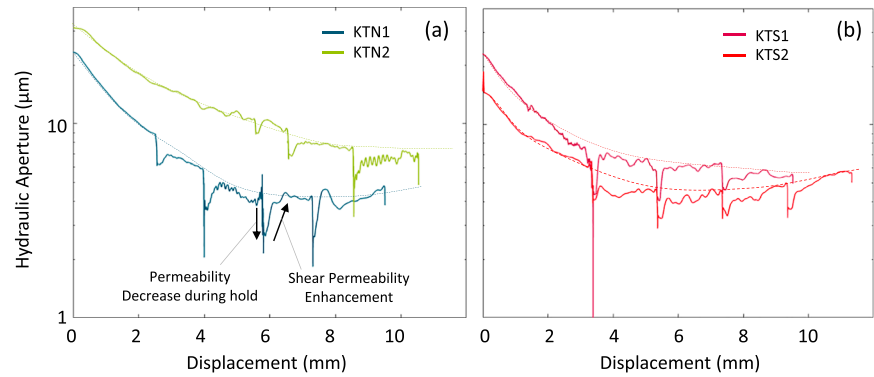 KTN1
KTN2
(a)
KTS1
KTS2
(b)
Hydraulic Aperture (μm)
10
1
Permeability
Decrease during hold
Shear Permeability
Enhancement
0 2 4 6 8 10
Displacement (mm)
0 2 4 6 8 10
Displacement (mm)